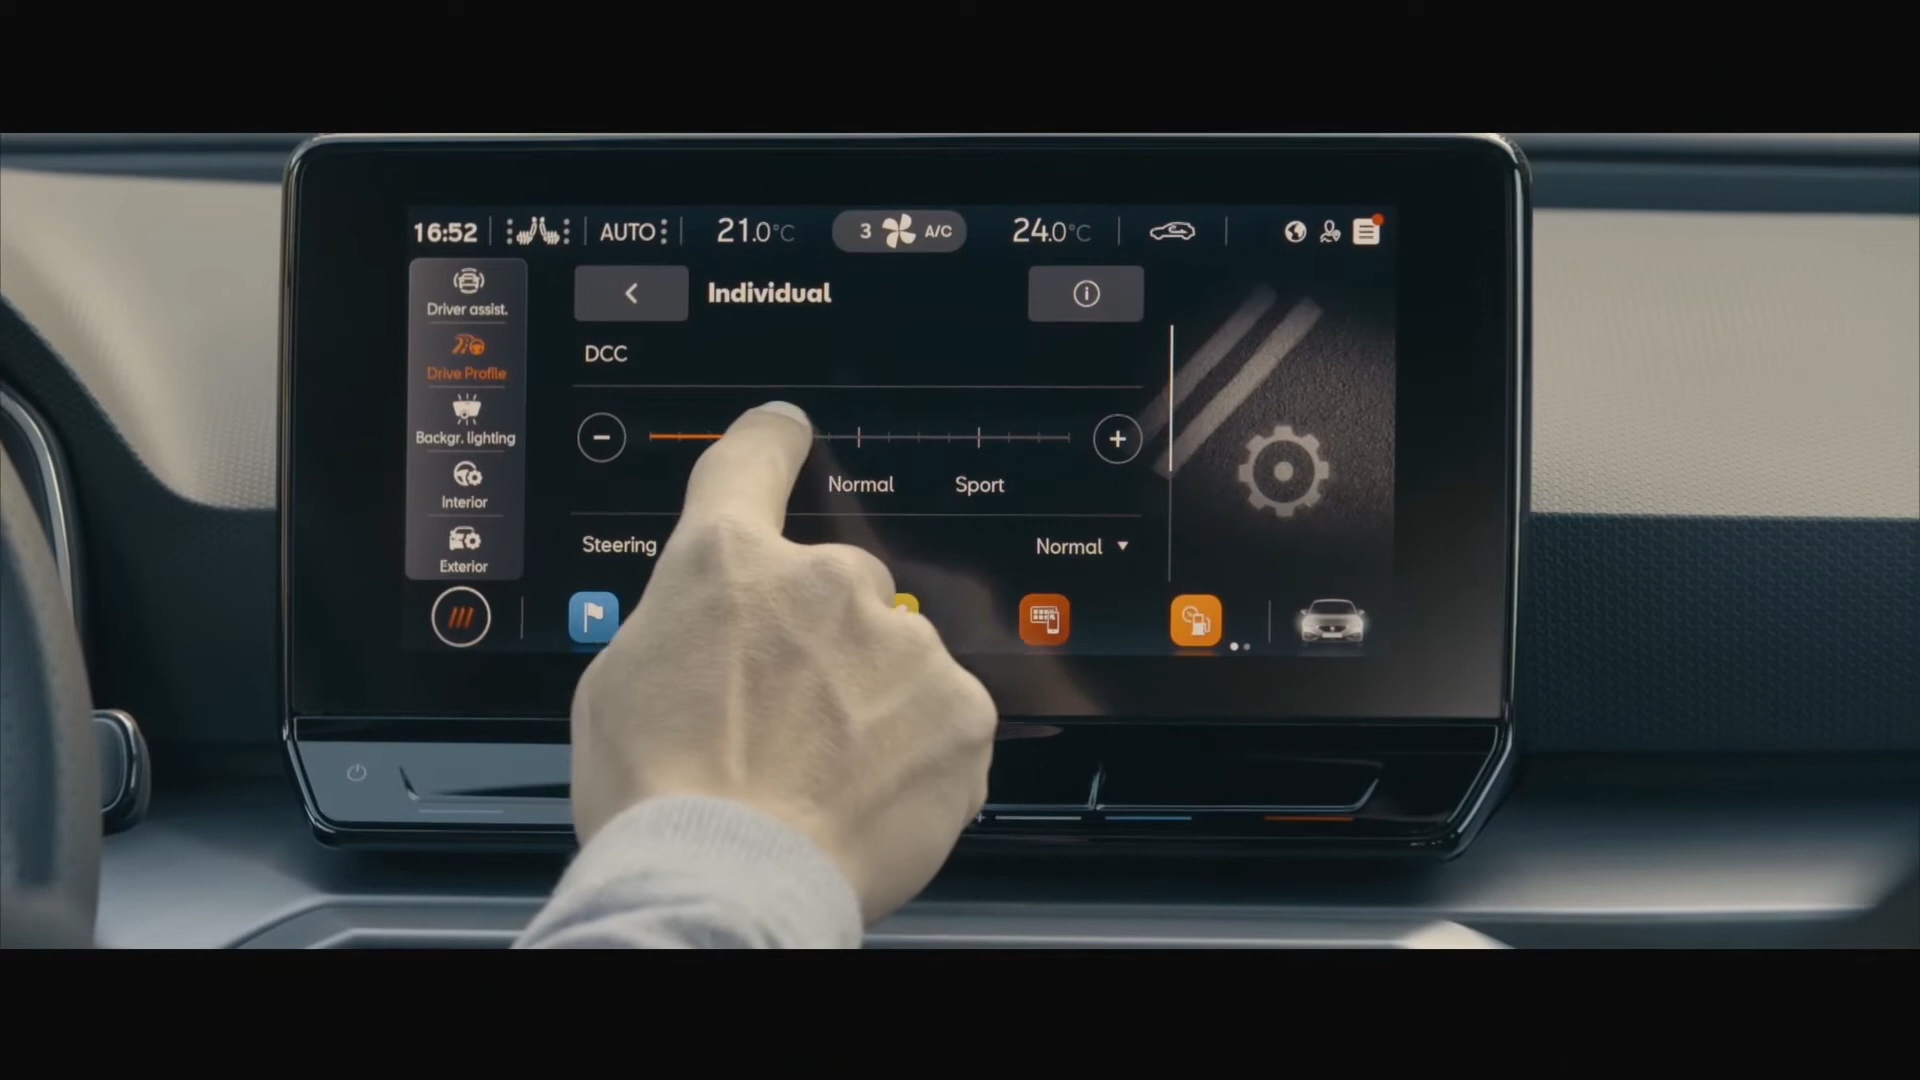 16:52 AUTO 21.0°C 3 A/C 24.0°C
Driver assist.
Drive Profile
Backgr. lighting
Interior
Exterior
Individual
DCC
Normal Sport
Steering Normal